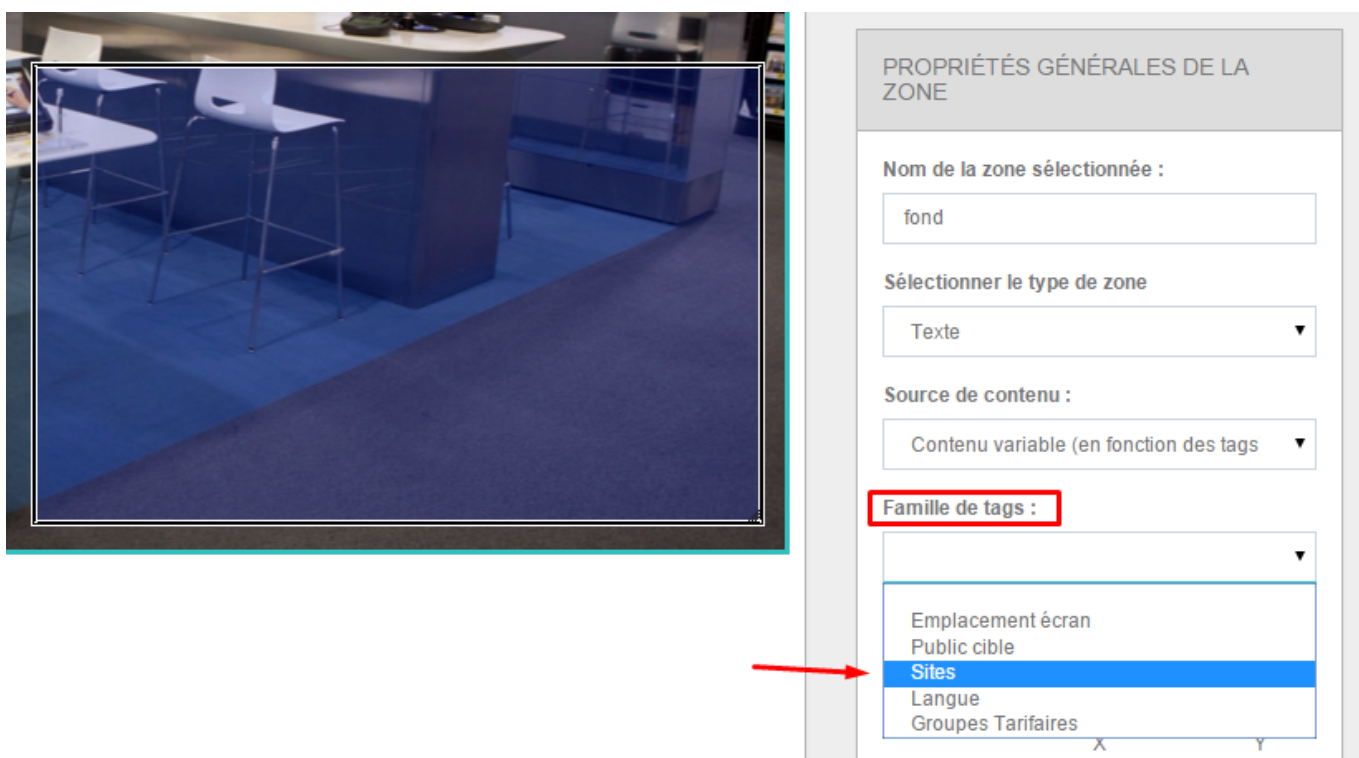 PROPRIÉTÉS GÉNÉRALES DE LA
ZONE
Nom de la zone sélectionnée :
fond
Sélectionner le type de zone
Texte
Source de contenu :
Contenu variable (en fonction des tags
Famille de tags :
Emplacement écran
Public cible
Sites
Langue
Groupes Tarifaires
X Y